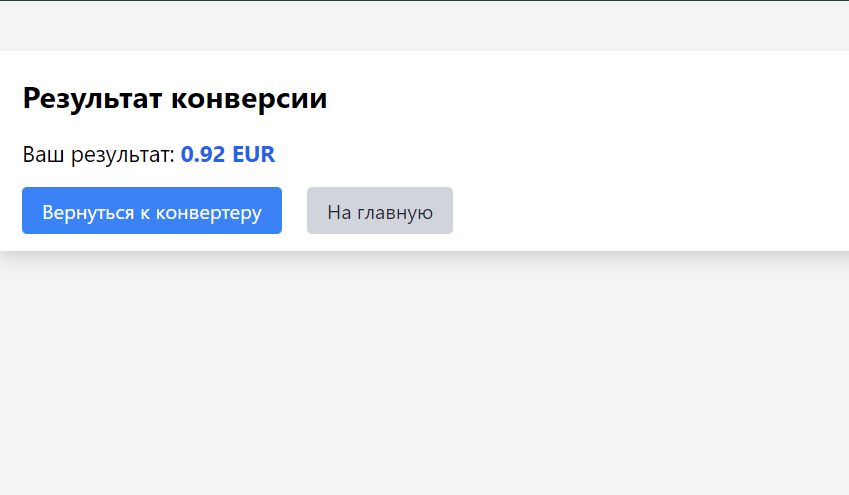 Результат конверсии
Ваш результат: 0.92 EUR
Вернуться к конвертеру На главную